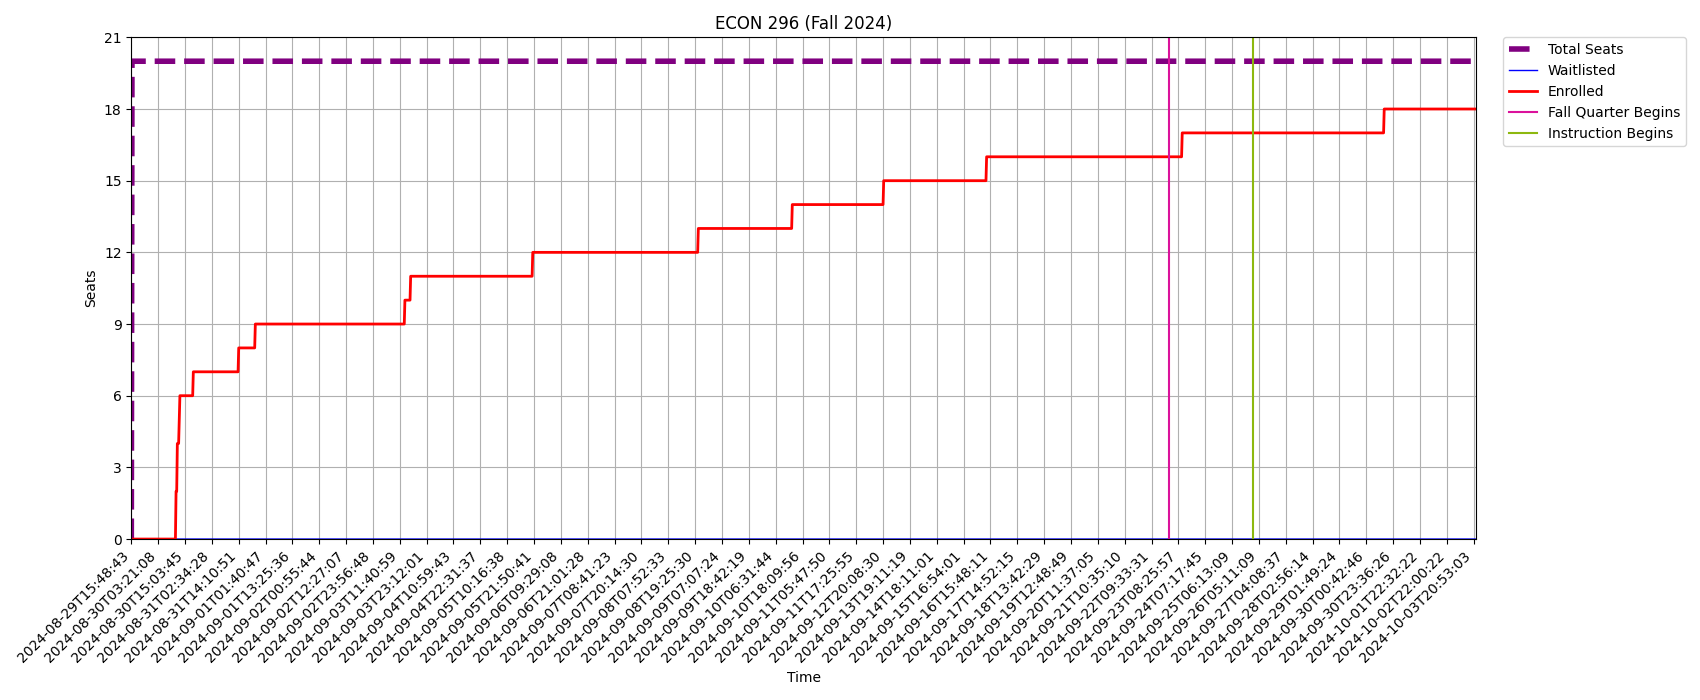 ECON 296 (Fall 2024)
21
18
15
12
9
6
3
0
Seats
2024-08-29T15:48:43
2024-08-30T03:21:08
2024-08-30T15:03:45
2024-08-31T02:34:28
2024-08-31T14:10:51
2024-09-01T01:40:47
2024-09-01T13:25:36
2024-09-02T00:55:44
2024-09-02T12:27:07
2024-09-02T23:56:48
2024-09-03T11:40:59
2024-09-03T23:12:01
2024-09-04T10:59:43
2024-09-04T22:31:37
2024-09-05T10:16:38
2024-09-05T21:50:41
2024-09-06T09:29:08
2024-09-06T21:01:28
2024-09-07T08:41:23
2024-09-07T20:14:30
2024-09-08T07:52:33
2024-09-08T19:25:30
2024-09-09T07:07:24
2024-09-09T18:42:19
2024-09-10T06:31:44
2024-09-10T18:09:56
2024-09-11T05:47:50
2024-09-11T17:25:55
2024-09-12T20:08:30
2024-09-13T19:11:19
2024-09-14T18:11:01
2024-09-15T16:54:01
2024-09-16T15:48:11
2024-09-17T14:52:15
2024-09-18T13:42:29
2024-09-19T12:48:49
2024-09-20T11:37:05
2024-09-21T10:35:10
2024-09-22T09:33:31
2024-09-23T08:25:57
2024-09-24T07:17:45
2024-09-25T06:13:09
2024-09-26T05:11:09
2024-09-27T04:08:37
2024-09-28T02:56:14
2024-09-29T01:49:24
2024-09-30T00:42:46
2024-09-30T23:36:26
2024-10-01T22:32:22
2024-10-02T22:00:22
2024-10-03T20:53:03
Time
Total Seats
Waitlisted
Enrolled
Fall Quarter Begins
Instruction Begins